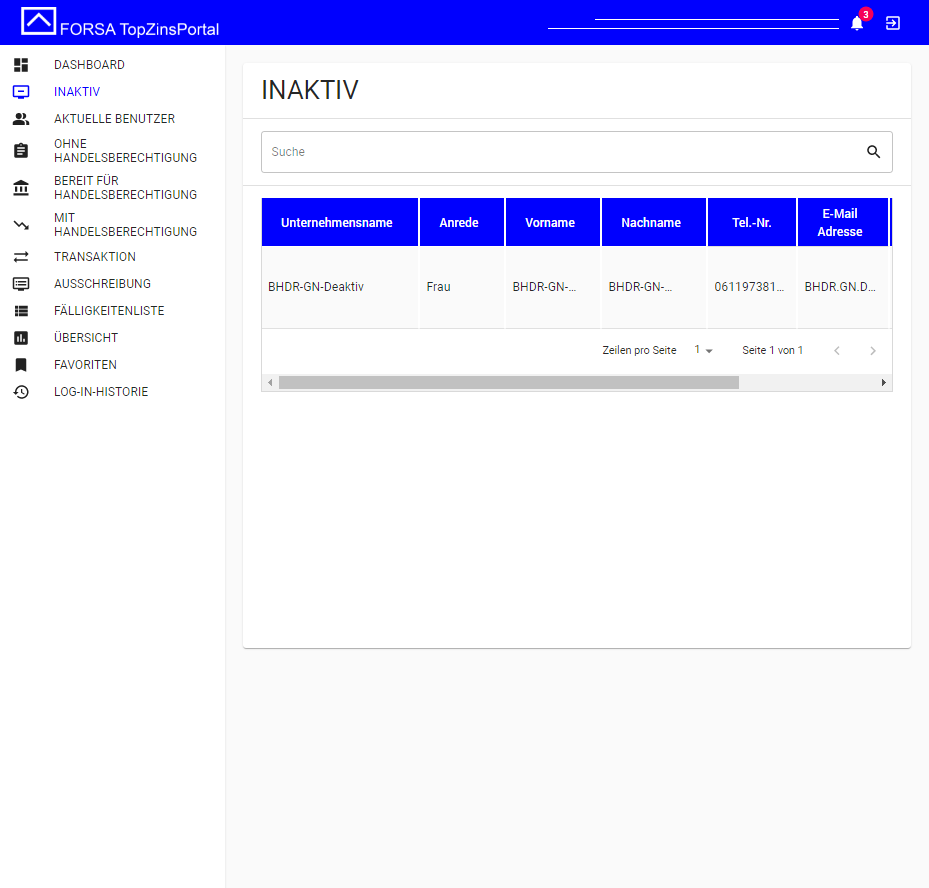 FORSA TopZinsPortal
3
DASHBOARD
INAKTIV
AKTUELLE BENUTZER
OHNE
HANDELSBERECHTIGUNG
BEREIT FÜR
HANDELSBERECHTIGUNG
MIT
HANDELSBERECHTIGUNG
TRANSAKTION
AUSSCHREIBUNG
FÄLLIGKEITENLISTE
ÜBERSICHT
FAVORITEN
LOG-IN-HISTORIE
INAKTIV
Suche
Unternehmensname Anrede Vorname Nachname Tel.-Nr. E-Mail
Adresse
BHDR-GN-Deaktiv Frau BHDR-GN-... BHDR-GN-... 061197381... BHDR.GN.D...
Zeilen pro Seite 1 Seite 1 von 1